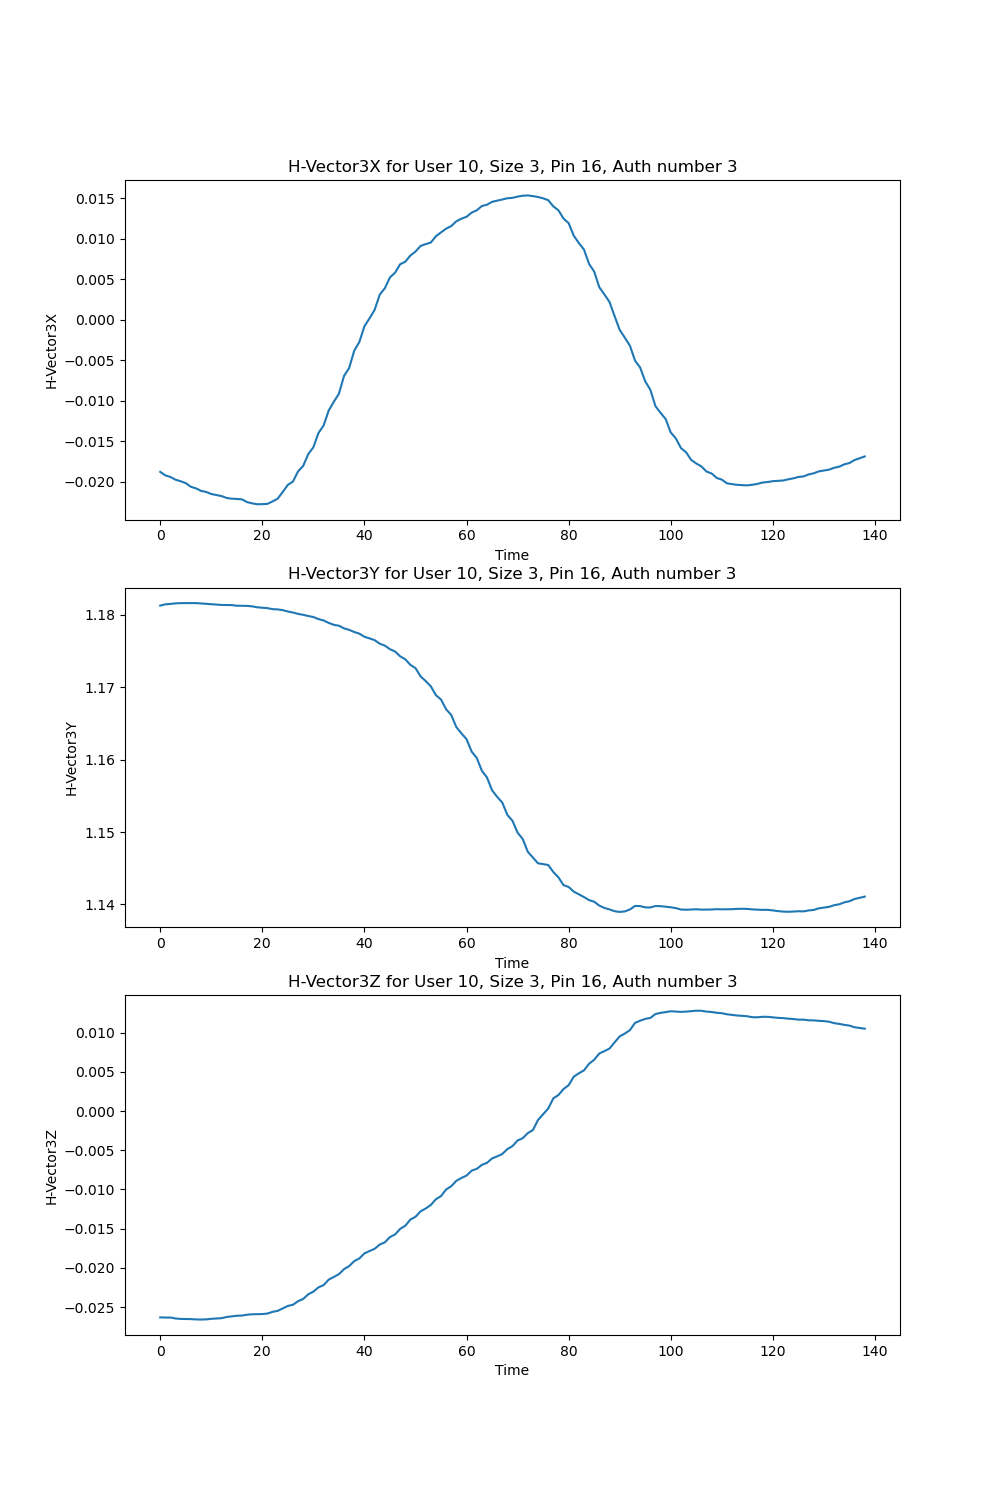 H-Vector3X for User 10, Size 3, Pin 16, Auth number 3
0.015
0.010
0.005
0.000
−0.005
−0.010
−0.015
−0.020
H-Vector3X
0 20 40 60 80 100 120 140
Time
H-Vector3Y for User 10, Size 3, Pin 16, Auth number 3
1.18
1.17
1.16
1.15
1.14
H-Vector3Y
0 20 40 60 80 100 120 140
Time
H-Vector3Z for User 10, Size 3, Pin 16, Auth number 3
0.010
0.005
0.000
−0.005
−0.010
−0.015
−0.020
−0.025
H-Vector3Z
0 20 40 60 80 100 120 140
Time